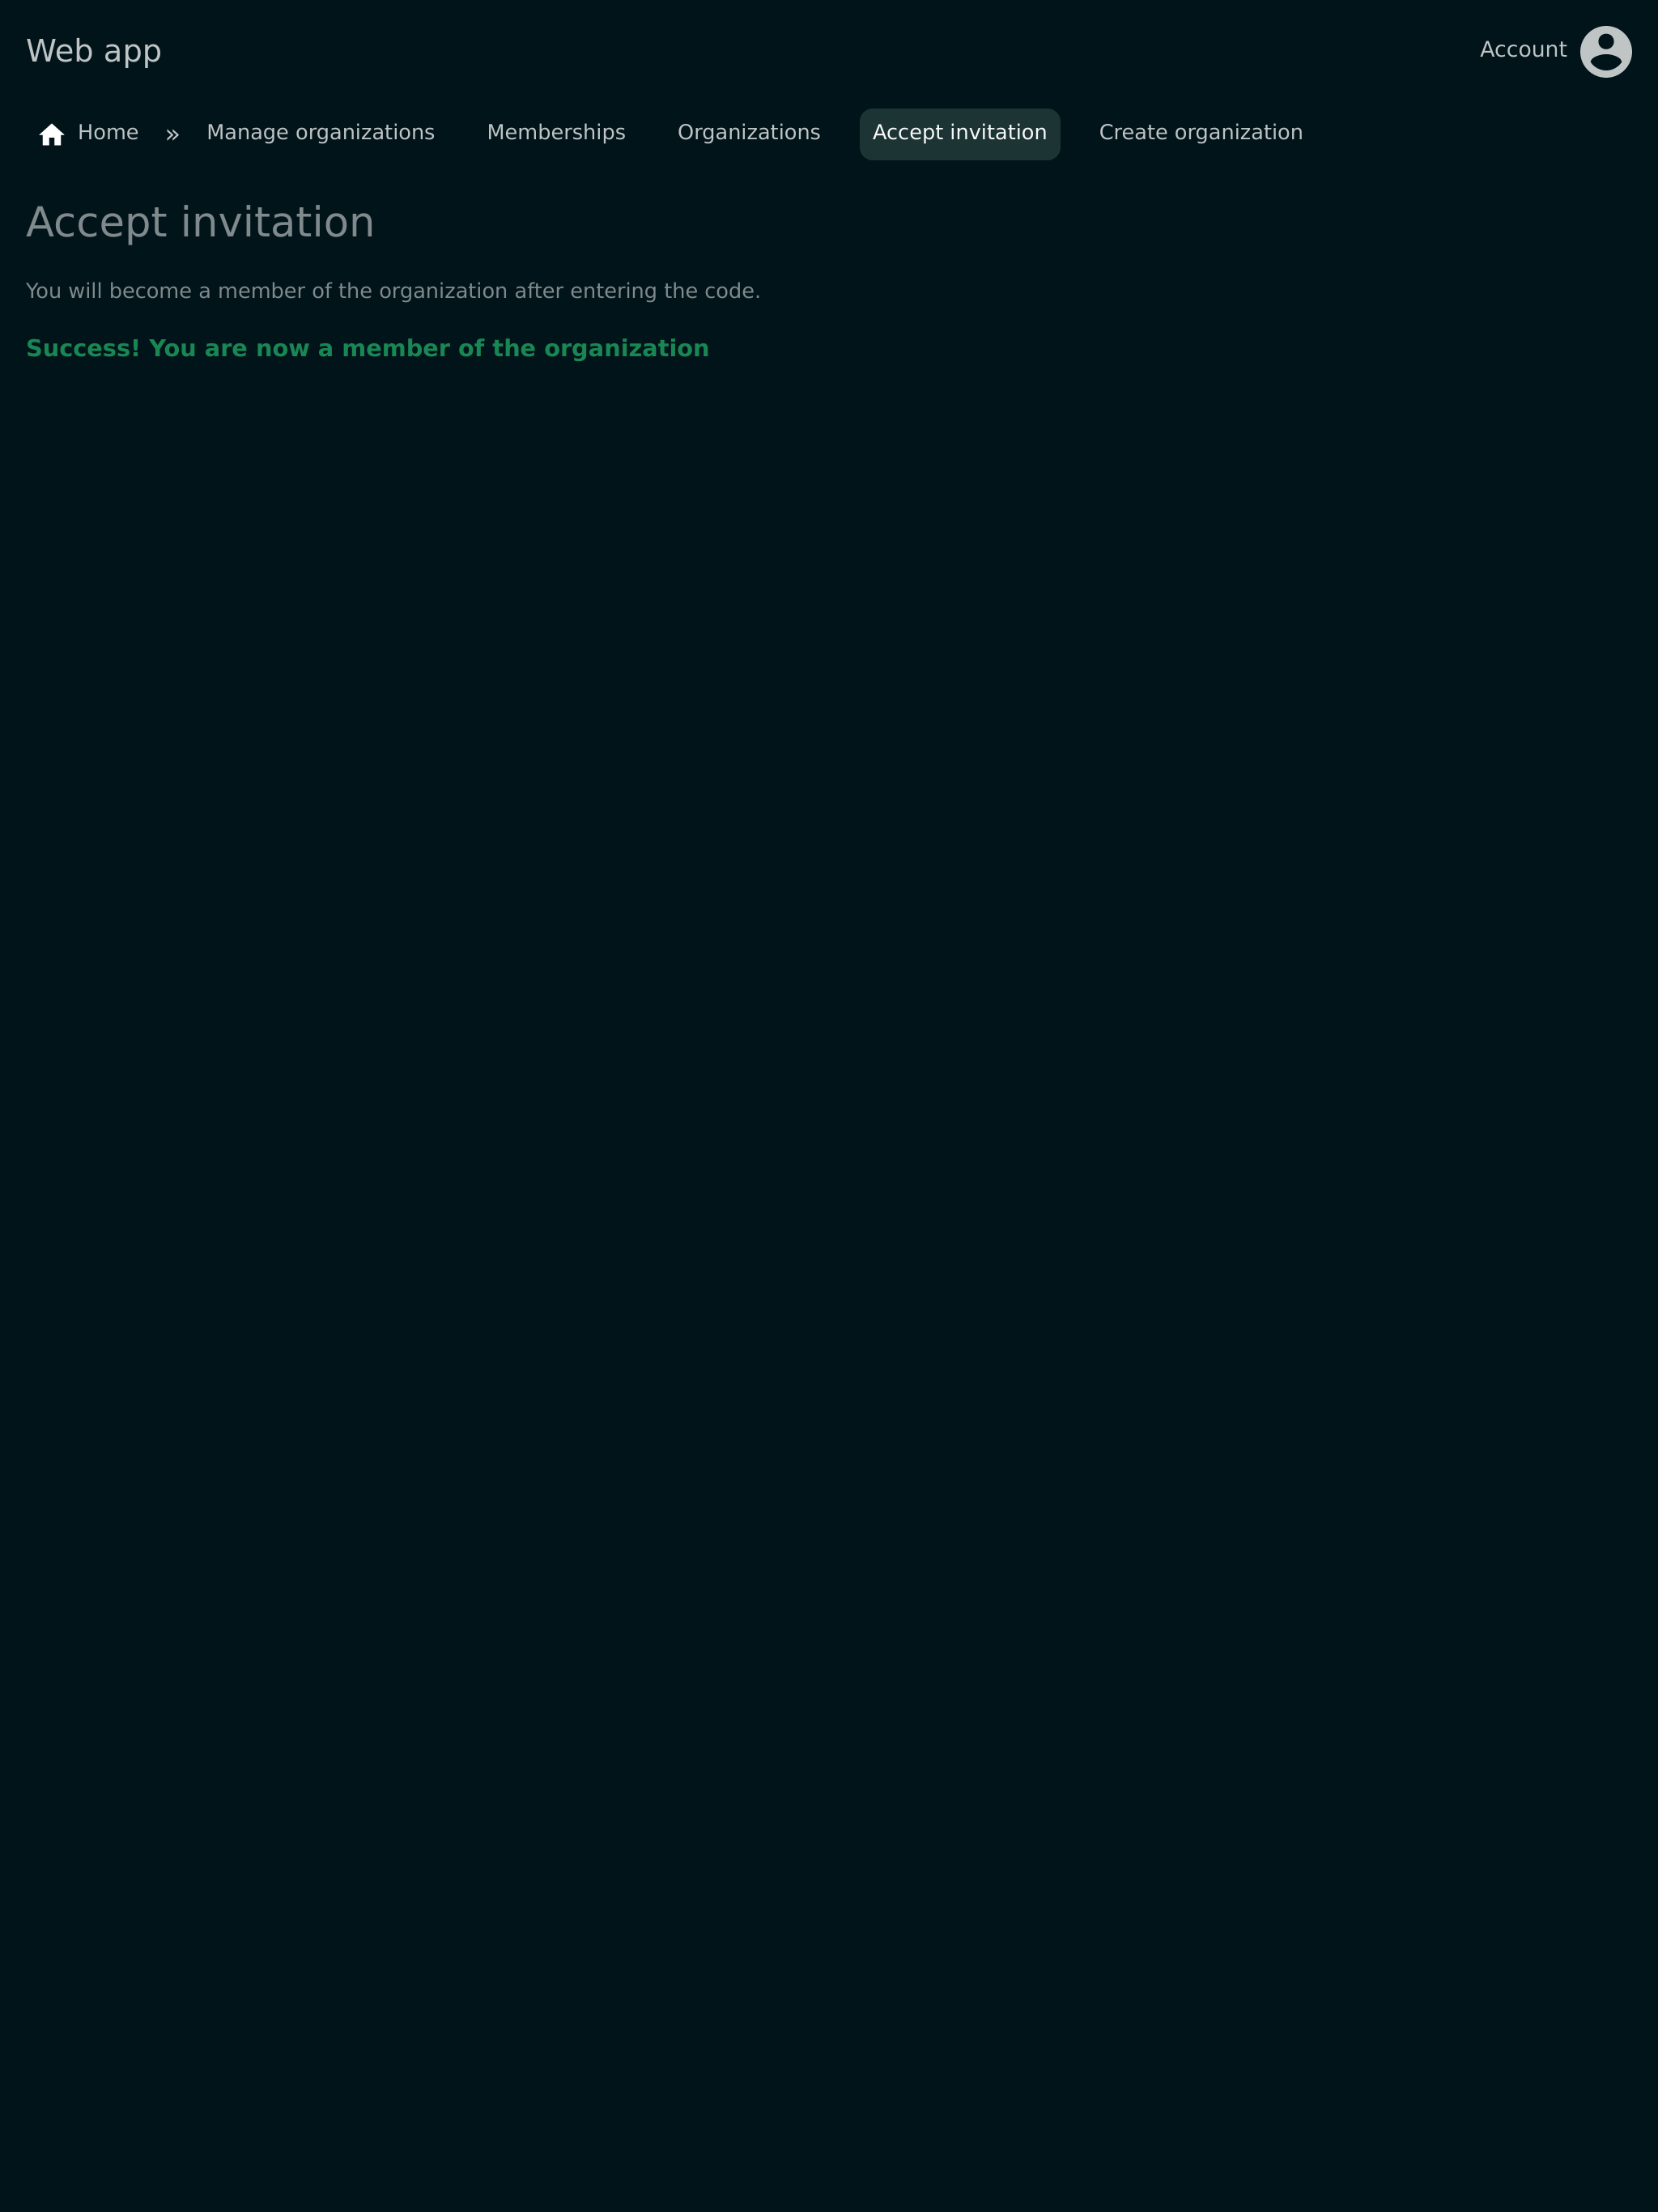 Web app
Account
Home » Manage organizations Memberships Organizations Accept invitation Create organization
Accept invitation
You will become a member of the organization after entering the code.
Success! You are now a member of the organization